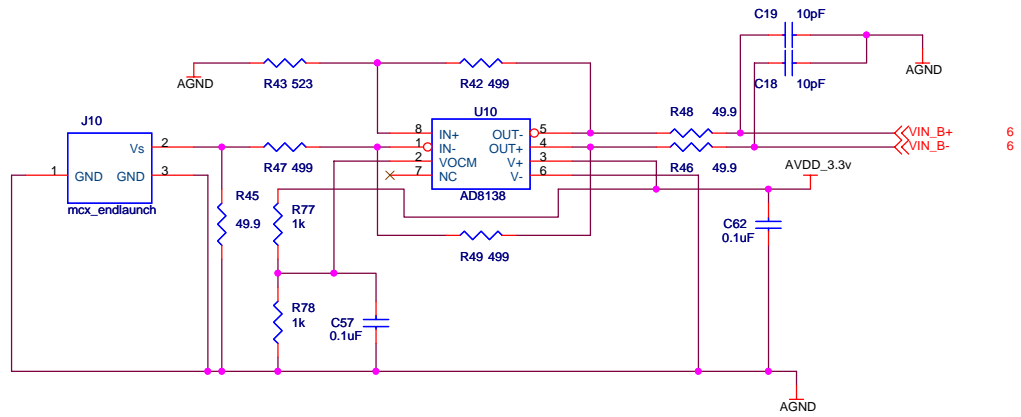 C19 10pF
AGND
R43 523
R42 499
C18 10pF
AGND
U10
R48 49.9
J10
8 IN+ OUT- 5
VIN_B+ 6
Vs 2
1 IN- OUT+ 4
VIN_B- 6
R47 499
2 VOCM V+ 3
R46 49.9
AVDD_3.3v
1 GND GND 3
7 NC V- 6
AD8138
mcx_endlaunch
R45
49.9
R77
1k
C62
0.1uF
R49 499
R78
1k
C57
0.1uF
AGND